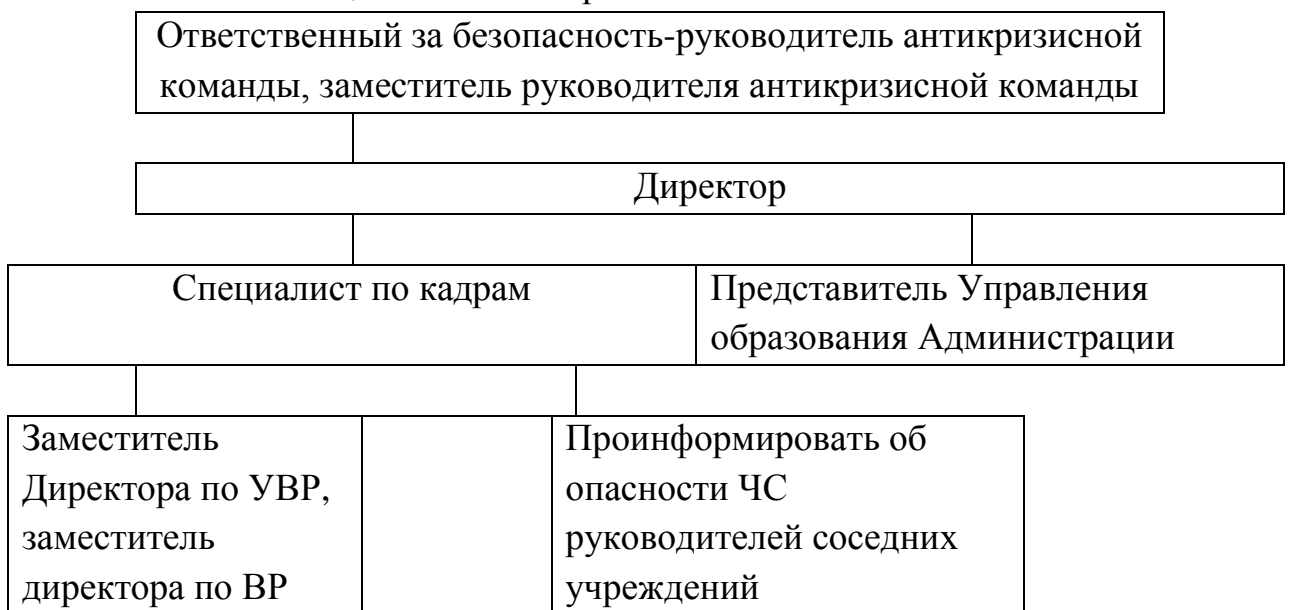 Ответственный за безопасность-руководитель антикризисной
команды, заместитель руководителя антикризисной команды
Директор
Специалист по кадрам
Представитель Управления
образования Администрации
Заместитель
Директора по УВР,
заместитель
директора по ВР
Проинформировать об
опасности ЧС
руководителей соседних
учреждений